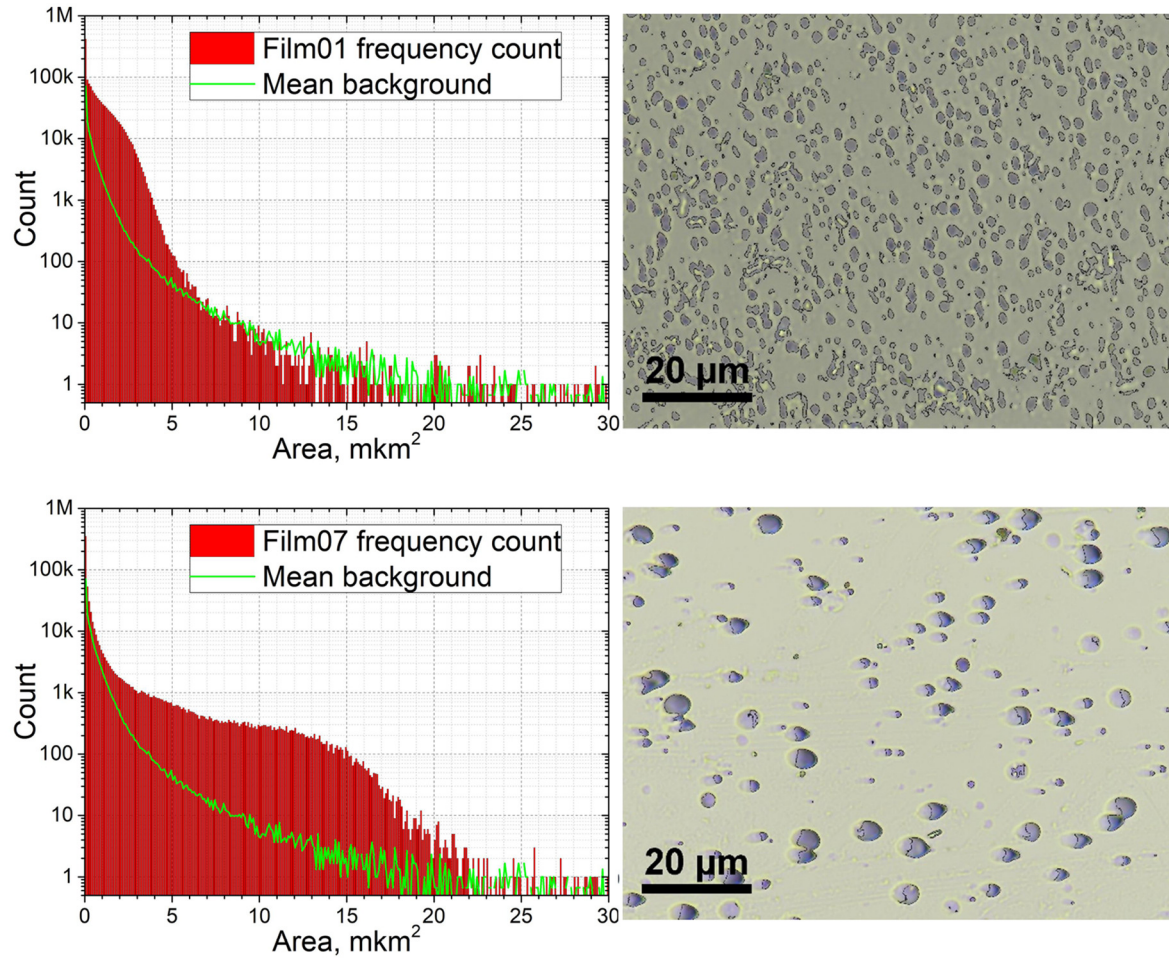 1M
100k
10k
1k
100
10
1
Count
0 5 10 15 20 25 30
Area, mkm²
Film01 frequency count
Mean background
20 µm
1M
100k
10k
1k
100
10
1
Count
0 5 10 15 20 25 30
Area, mkm²
Film07 frequency count
Mean background
20 µm